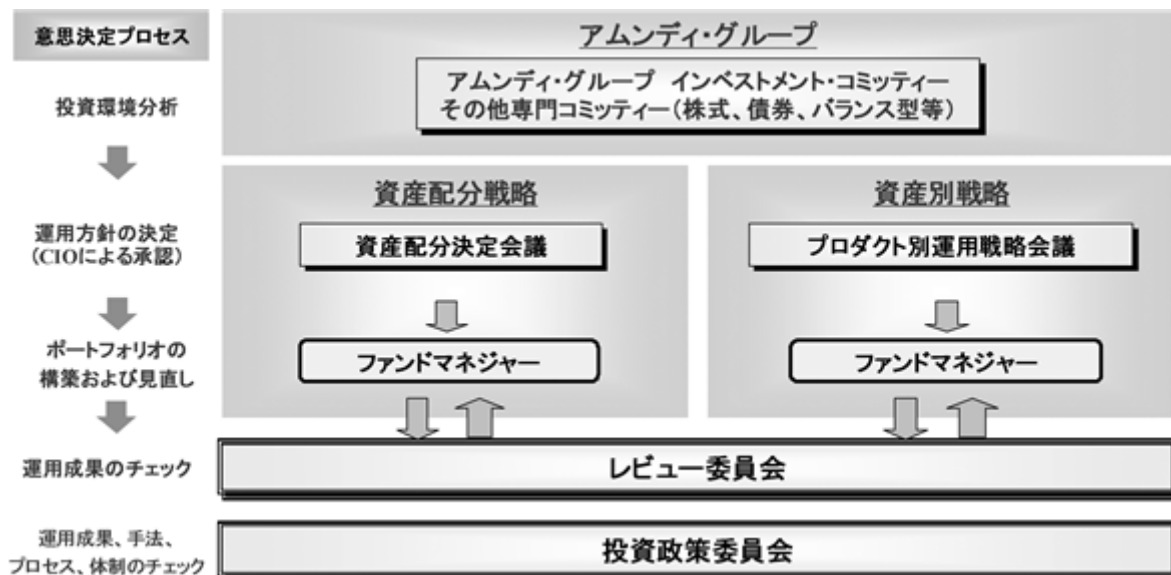 意思決定プロセス
アムンディ・グループ
投資環境分析
アムンディ・グループ インベストメント・コミッティー
その他専門コミッティー(株式、債券、バランス型等)
資産配分戦略
資産別戦略
運用方針の決定
(CIOによる承認)
資産配分決定会議
プロダクト別運用戦略会議
ポートフォリオの
構築および見直し
ファンドマネジャー
ファンドマネジャー
運用成果のチェック
レビュー委員会
運用成果、手法、
プロセス、体制のチェック
投資政策委員会